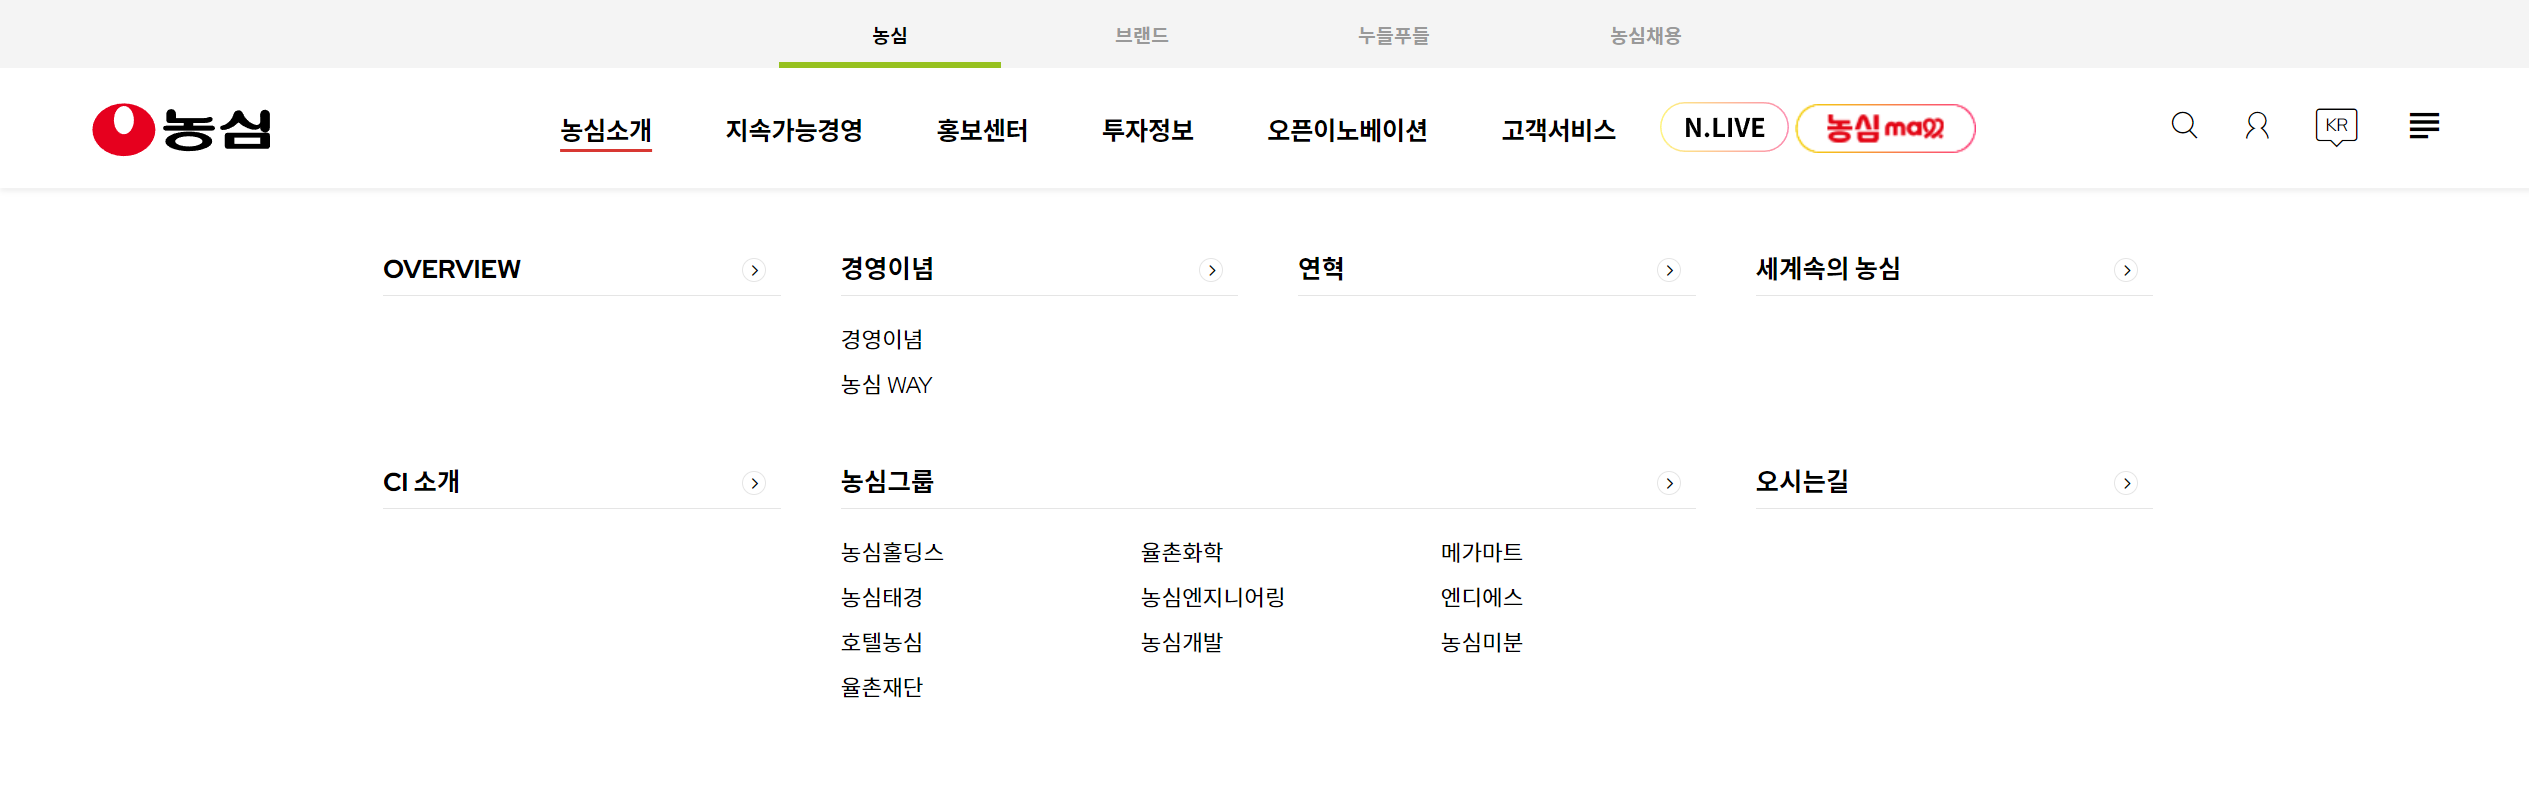 농심 브랜드 누들푸들 농심채용
농심 농심소개 지속가능경영 홍보센터 투자정보 오픈이노베이션 고객서비스 N.LIVE 농심mall KR
OVERVIEW 경영이념 연혁 세계속의 농심
경영이념
농심 WAY
CI 소개 농심그룹 오시는길
농심홀딩스 율촌화학 메가마트
농심태경 농심엔지니어링 엔디에스
호텔농심 농심개발 농심미분
율촌재단